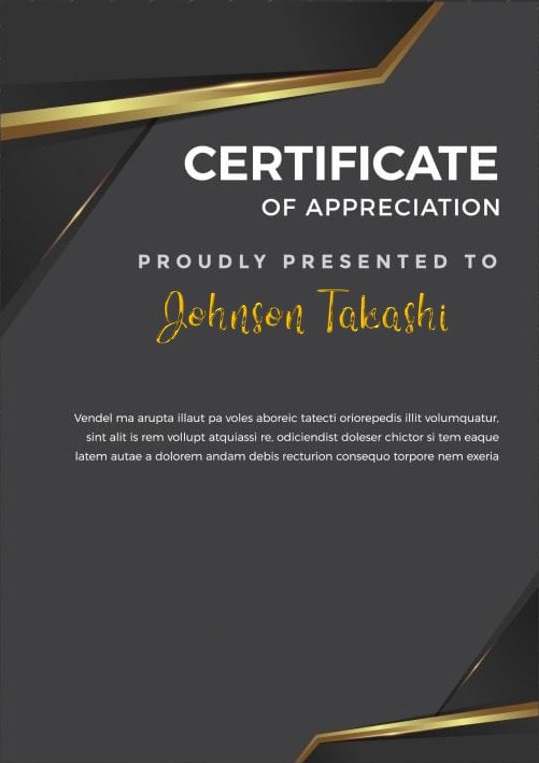 CERTIFICATE
OF APPRECIATION
PROUDLY PRESENTED TO
Johnson Takashi
Vendel ma arupta illaut pa voles aboreic tatecti oriorepedis illit volumquatur,
sint alit is rem vollupt atquiassi re, odiciendist doleser chictor si tem eaque
latem autae a dolorem andam debis recturion consequo torpore nem exeria